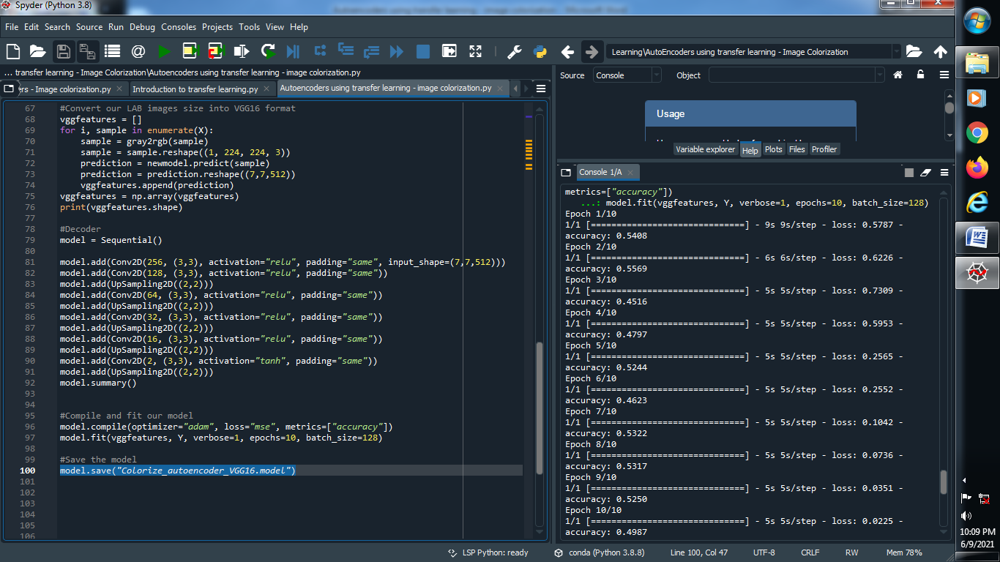 Spyder (Python 3.8)
File Edit Search Source Run Debug Consoles Projects Tools View Help
Learning\AutoEncoders using transfer learning - Image Colorization
... transfer learning - Image Colorization\Autoencoders using transfer learning - image colorization.py
ers - Image colorization.py Introduction to transfer learning.py Autoencoders using transfer learning - image colorization.py
67 #Convert our LAB images size into VGG16 format
68 vggfeatures = []
69 for i, sample in enumerate(X):
70     sample = gray2rgb(sample)
71     sample = sample.reshape((1, 224, 224, 3))
72     prediction = newmodel.predict(sample)
73     prediction = prediction.reshape((7,7,512))
74     vggfeatures.append(prediction)
75 vggfeatures = np.array(vggfeatures)
76 print(vggfeatures.shape)
77
78 #Decoder
79 model = Sequential()
80
81 model.add(Conv2D(256, (3,3), activation="relu", padding="same", input_shape=(7,7,512)))
82 model.add(Conv2D(128, (3,3), activation="relu", padding="same"))
83 model.add(UpSampling2D((2,2)))
84 model.add(Conv2D(64, (3,3), activation="relu", padding="same"))
85 model.add(UpSampling2D((2,2)))
86 model.add(Conv2D(32, (3,3), activation="relu", padding="same"))
87 model.add(UpSampling2D((2,2)))
88 model.add(Conv2D(16, (3,3), activation="relu", padding="same"))
89 model.add(UpSampling2D((2,2)))
90 model.add(Conv2D(2, (3,3), activation="tanh", padding="same"))
91 model.add(UpSampling2D((2,2)))
92 model.summary()
93
94
95 #Compile and fit our model
96 model.compile(optimizer="adam", loss="mse", metrics=["accuracy"])
97 model.fit(vggfeatures, Y, verbose=1, epochs=10, batch_size=128)
98
99 #Save the model
100 model.save("Colorize_autoencoder_VGG16.model")
101
102
103
104
105
106
Source Console Object
Usage
Variable explorer Help Plots Files Profiler
Console 1/A
metrics=["accuracy"])
...: model.fit(vggfeatures, Y, verbose=1, epochs=10, batch_size=128)
Epoch 1/10
1/1 [==============================] - 9s 9s/step - loss: 0.5787 -
accuracy: 0.5408
Epoch 2/10
1/1 [==============================] - 6s 6s/step - loss: 0.6226 -
accuracy: 0.5569
Epoch 3/10
1/1 [==============================] - 5s 5s/step - loss: 0.7309 -
accuracy: 0.4516
Epoch 4/10
1/1 [==============================] - 5s 5s/step - loss: 0.5953 -
accuracy: 0.4797
Epoch 5/10
1/1 [==============================] - 5s 5s/step - loss: 0.2565 -
accuracy: 0.5244
Epoch 6/10
1/1 [==============================] - 5s 5s/step - loss: 0.2552 -
accuracy: 0.4623
Epoch 7/10
1/1 [==============================] - 5s 5s/step - loss: 0.1042 -
accuracy: 0.5322
Epoch 8/10
1/1 [==============================] - 5s 5s/step - loss: 0.0736 -
accuracy: 0.5317
Epoch 9/10
1/1 [==============================] - 5s 5s/step - loss: 0.0351 -
accuracy: 0.5250
Epoch 10/10
1/1 [==============================] - 5s 5s/step - loss: 0.0225 -
accuracy: 0.4987
LSP Python: ready conda (Python 3.8.8) Line 100, Col 47 UTF-8 CRLF RW Mem 78%
10:09 PM
6/9/2021